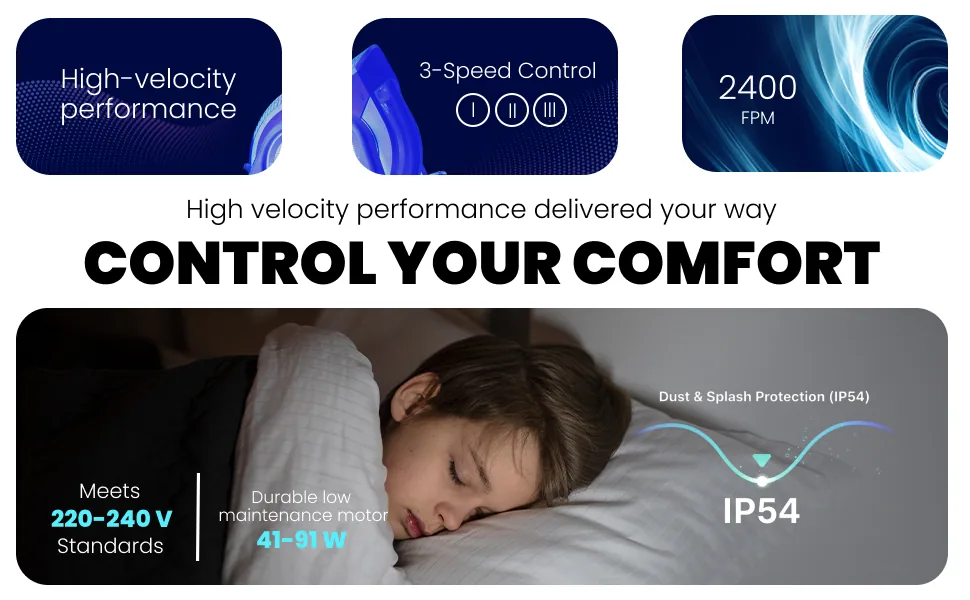 High-velocity
performance
3-Speed Control
I II III
2400
FPM
High velocity performance delivered your way
CONTROL YOUR COMFORT
Dust & Splash Protection (IP54)
IP54
Meets
220-240 V
Standards
Durable low
maintenance motor
41-91 W